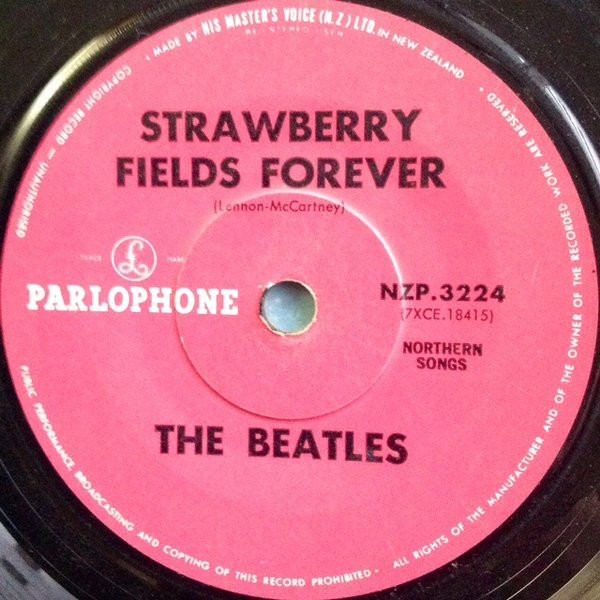 MADE BY HIS MASTER'S VOICE (N.Z.) LTD. IN NEW ZEALAND
STRAWBERRY
FIELDS FOREVER
(Lennon-McCartney)
TRADE MARK
£
PARLOPHONE
NZP.3224
(7XCE.18415)
NORTHERN
SONGS
THE BEATLES
COPYRIGHT RECORD — UNAUTHORISED
PUBLIC PERFORMANCE, BROADCASTING AND COPYING OF THIS RECORD PROHIBITED · ALL RIGHTS OF THE MANUFACTURER AND OF THE OWNER OF THE RECORDED WORK ARE RESERVED